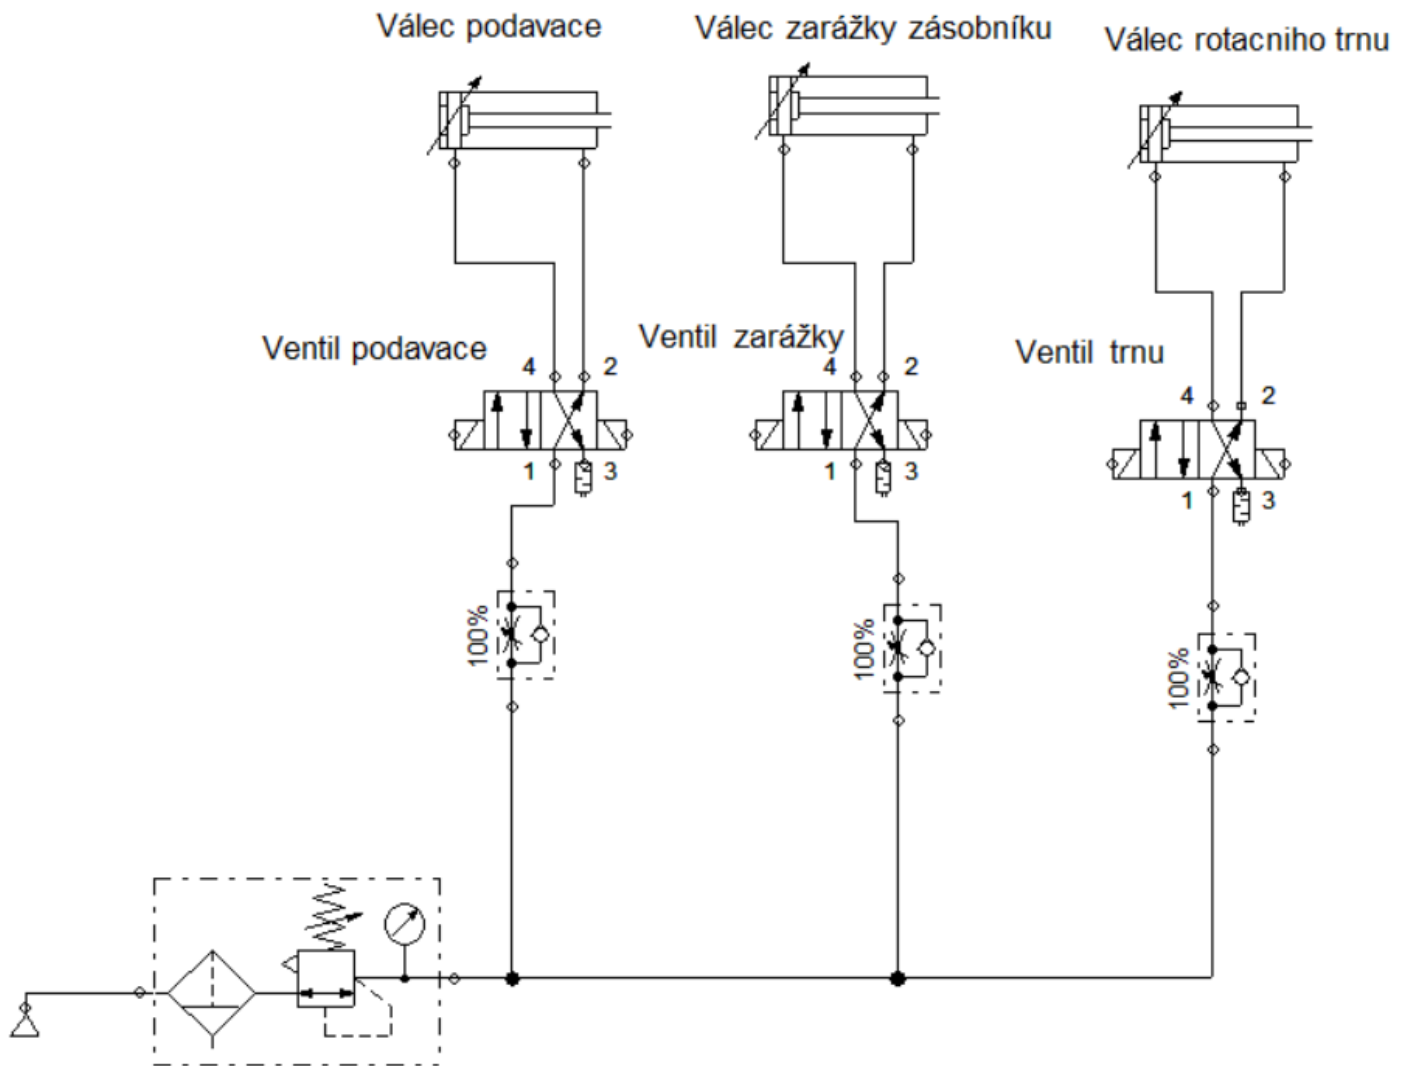 Válec podavace
Válec zarážky zásobníku
Válec rotacniho trnu
Ventil podavace
Ventil zarážky
Ventil trnu
4 2
4 2
4 2
1 3
1 3
1 3
100%
100%
100%